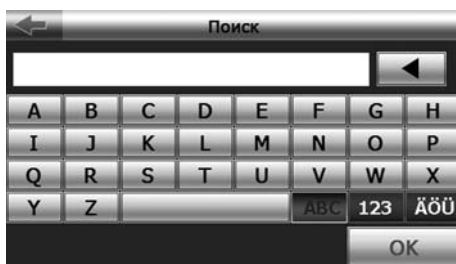 Поиск
A B C D E F G H
I J K L M N O P
Q R S T U V W X
Y Z ABC 123 ÄÖÜ
OK